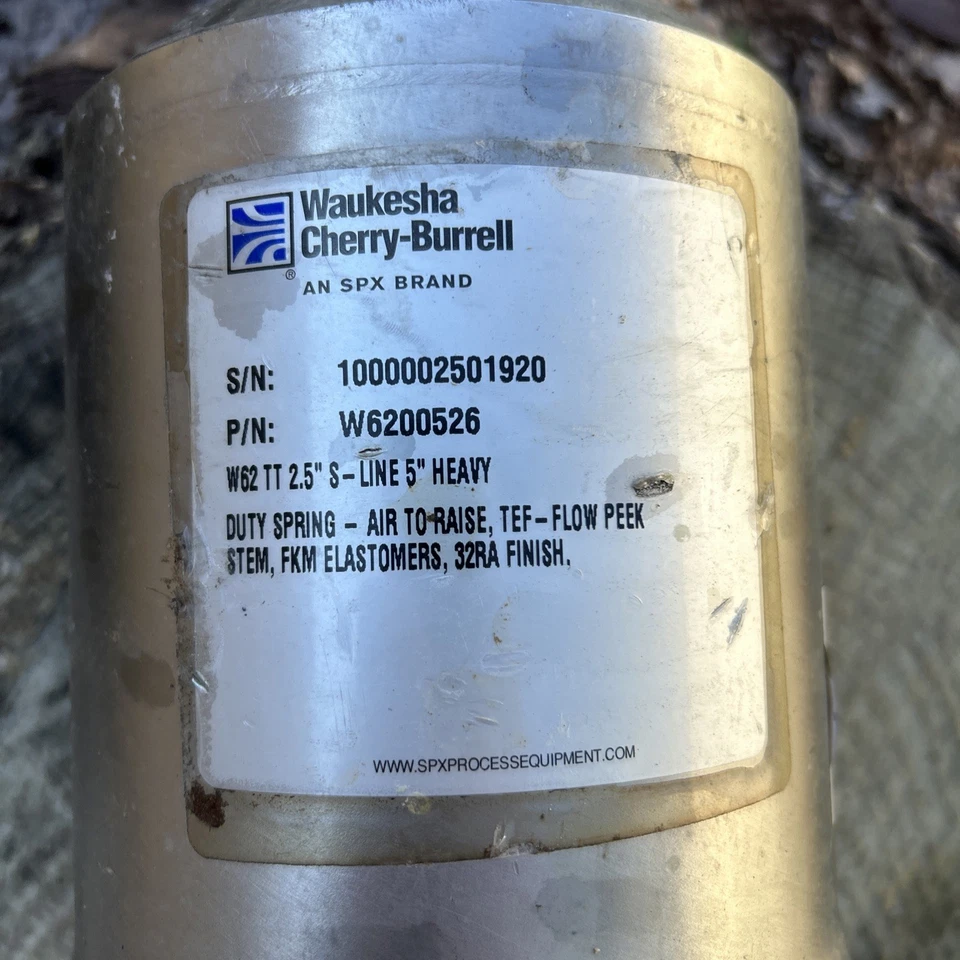 Waukesha
Cherry-Burrell
®
AN SPX BRAND
S/N: 1000002501920
P/N: W6200526
W62 TT 2.5" S-LINE 5" HEAVY
DUTY SPRING - AIR TO RAISE, TEF-FLOW PEEK
STEM, FKM ELASTOMERS, 32RA FINISH.
WWW.SPXPROCESSEQUIPMENT.COM